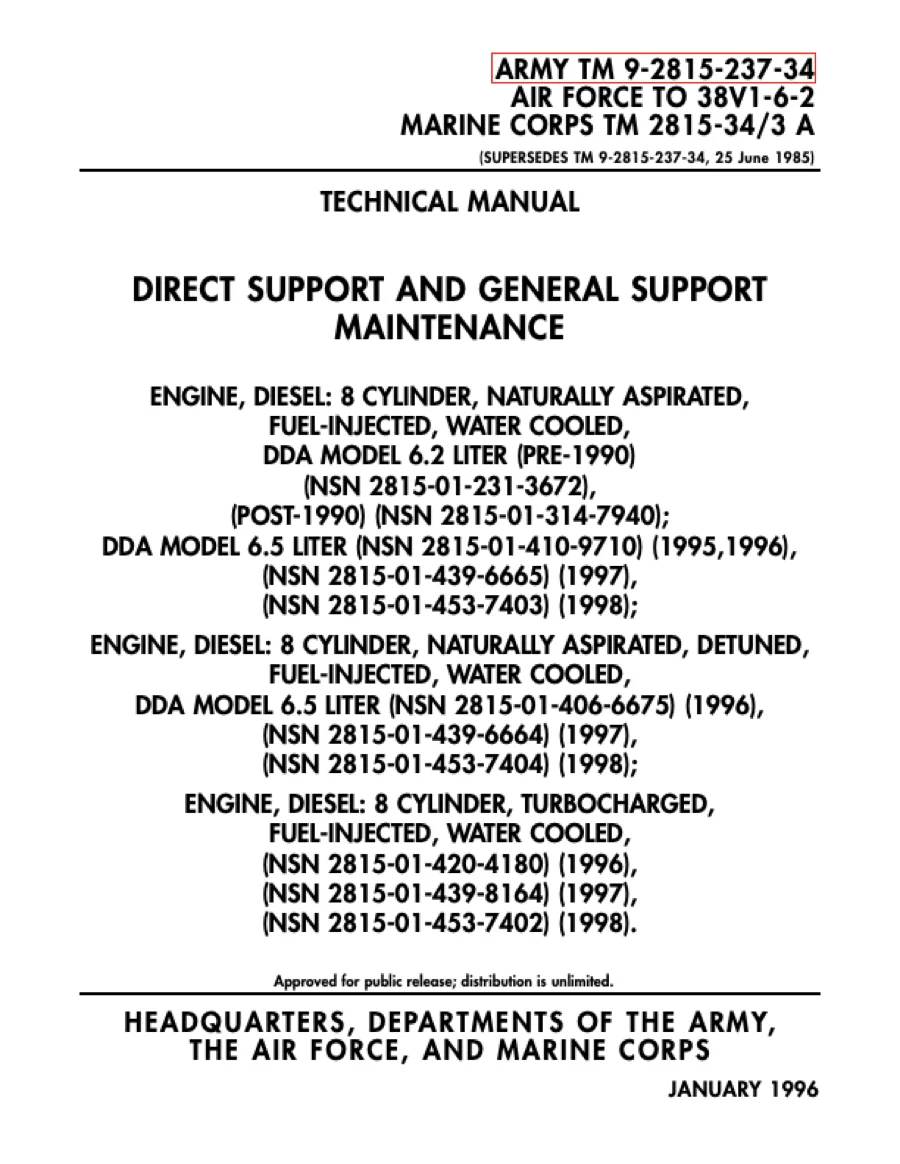 ARMY TM 9-2815-237-34
AIR FORCE TO 38V1-6-2
MARINE CORPS TM 2815-34/3 A
(SUPERSEDES TM 9-2815-237-34, 25 June 1985)
TECHNICAL MANUAL
DIRECT SUPPORT AND GENERAL SUPPORT
MAINTENANCE
ENGINE, DIESEL: 8 CYLINDER, NATURALLY ASPIRATED,
FUEL-INJECTED, WATER COOLED,
DDA MODEL 6.2 LITER (PRE-1990)
(NSN 2815-01-231-3672),
(POST-1990) (NSN 2815-01-314-7940);
DDA MODEL 6.5 LITER (NSN 2815-01-410-9710) (1995,1996),
(NSN 2815-01-439-6665) (1997),
(NSN 2815-01-453-7403) (1998);
ENGINE, DIESEL: 8 CYLINDER, NATURALLY ASPIRATED, DETUNED,
FUEL-INJECTED, WATER COOLED,
DDA MODEL 6.5 LITER (NSN 2815-01-406-6675) (1996),
(NSN 2815-01-439-6664) (1997),
(NSN 2815-01-453-7404) (1998);
ENGINE, DIESEL: 8 CYLINDER, TURBOCHARGED,
FUEL-INJECTED, WATER COOLED,
(NSN 2815-01-420-4180) (1996),
(NSN 2815-01-439-8164) (1997),
(NSN 2815-01-453-7402) (1998).
Approved for public release; distribution is unlimited.
HEADQUARTERS, DEPARTMENTS OF THE ARMY,
THE AIR FORCE, AND MARINE CORPS
JANUARY 1996